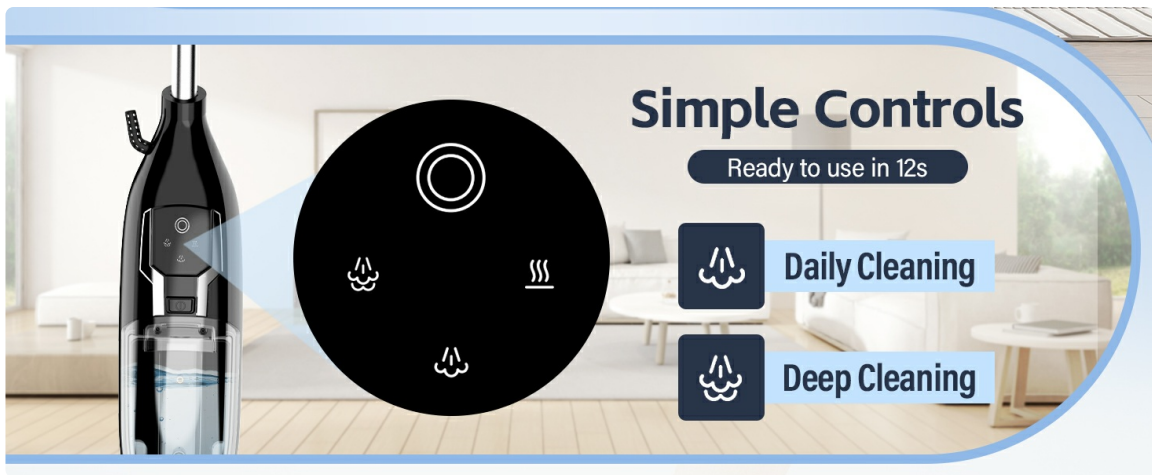 Simple Controls
Ready to use in 12s
Daily Cleaning
Deep Cleaning